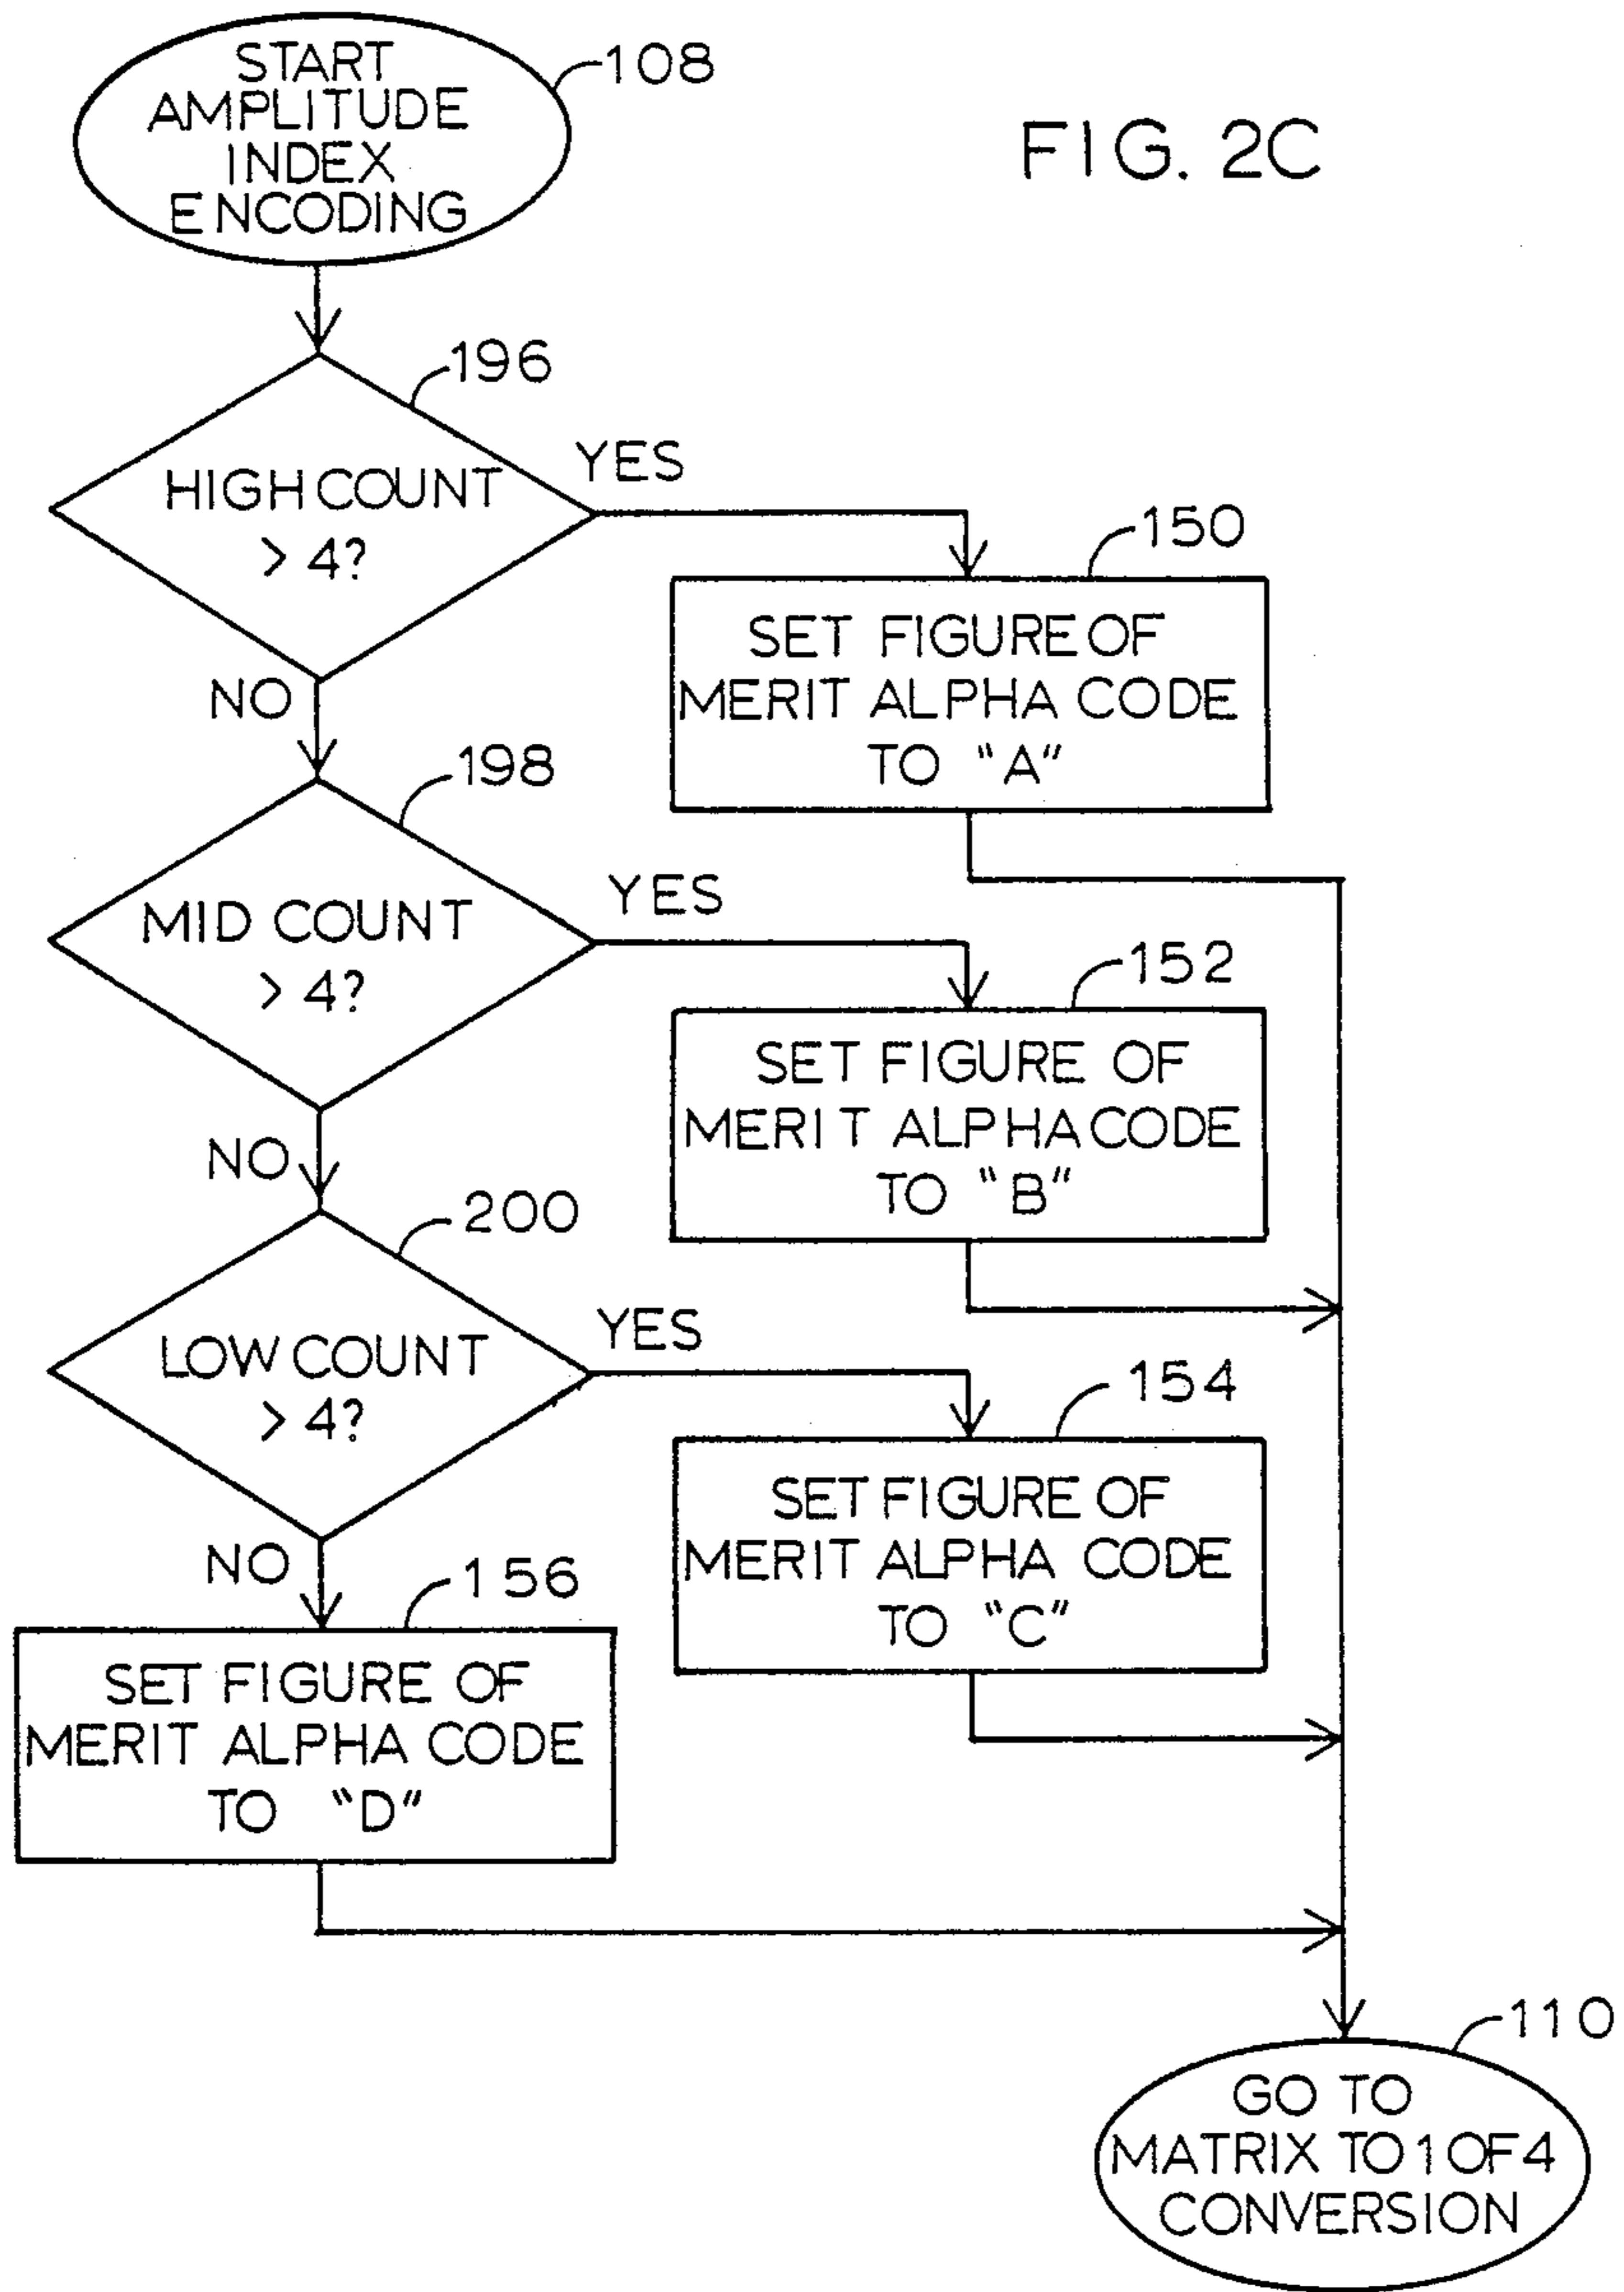 START
AMPLITUDE
INDEX
ENCODING
108
FIG. 2C
196
HIGH COUNT
> 4?
YES
NO
150
SET FIGURE OF
MERIT ALPHA CODE
TO "A"
198
MID COUNT
> 4?
YES
NO
152
SET FIGURE OF
MERIT ALPHA CODE
TO "B"
200
LOW COUNT
> 4?
YES
NO
154
SET FIGURE OF
MERIT ALPHA CODE
TO "C"
156
SET FIGURE OF
MERIT ALPHA CODE
TO "D"
110
GO TO
MATRIX TO 1 OF 4
CONVERSION